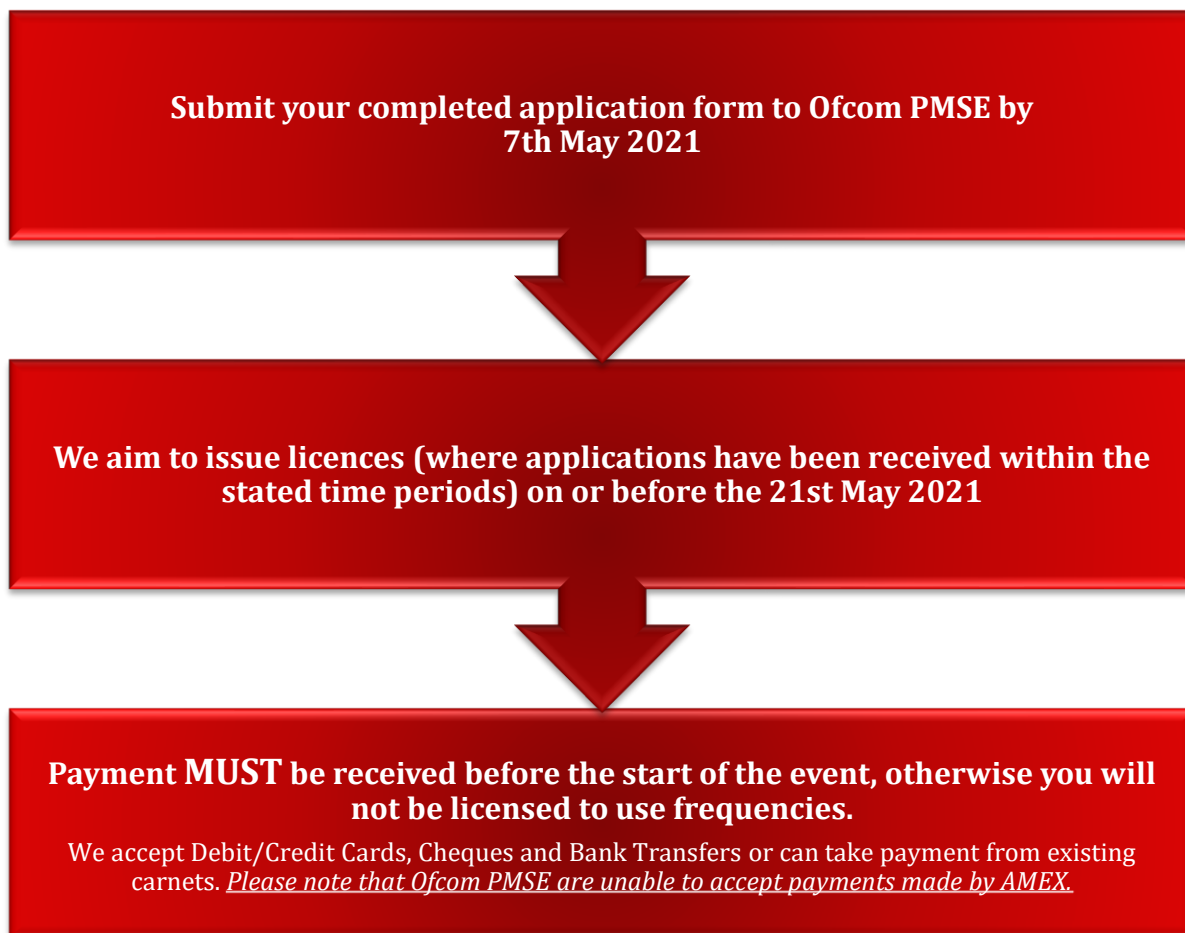 Submit your completed application form to Ofcom PMSE by
7th May 2021
We aim to issue licences (where applications have been received within the
stated time periods) on or before the 21st May 2021
Payment MUST be received before the start of the event, otherwise you will
not be licensed to use frequencies.
We accept Debit/Credit Cards, Cheques and Bank Transfers or can take payment from existing
carnets. Please note that Ofcom PMSE are unable to accept payments made by AMEX.